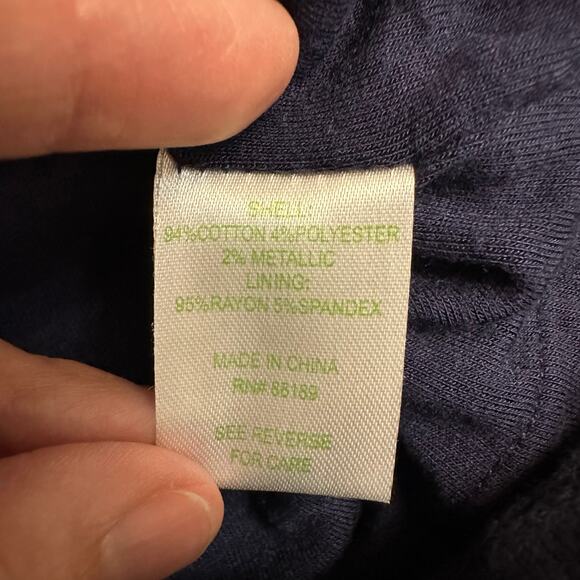 SHELL:
94%COTTON 4%POLYESTER
2% METALLIC
LINING:
95%RAYON 5%SPANDEX
MADE IN CHINA
RN# 86189
SEE REVERSE
FOR CARE